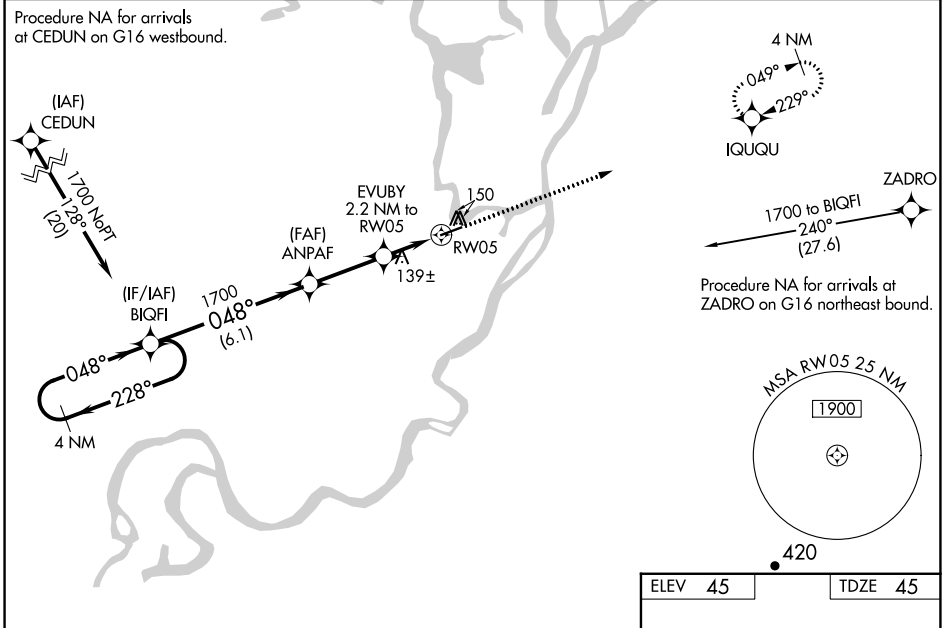 Procedure NA for arrivals
at CEDUN on G16 westbound.
(IAF)
CEDUN
1700 NoPT
128°
(20)
(IF/IAF)
BIQFI
048°
228°
4 NM
1700
048°
(6.1)
(FAF)
ANPAF
EVUBY
2.2 NM to
RW05
139±
150
RW05
4 NM
049°
229°
IQUQU
ZADRO
1700 to BIQFI
240°
(27.6)
Procedure NA for arrivals at
ZADRO on G16 northeast bound.
MSA RW05 25 NM
1900
420
ELEV 45
TDZE 45